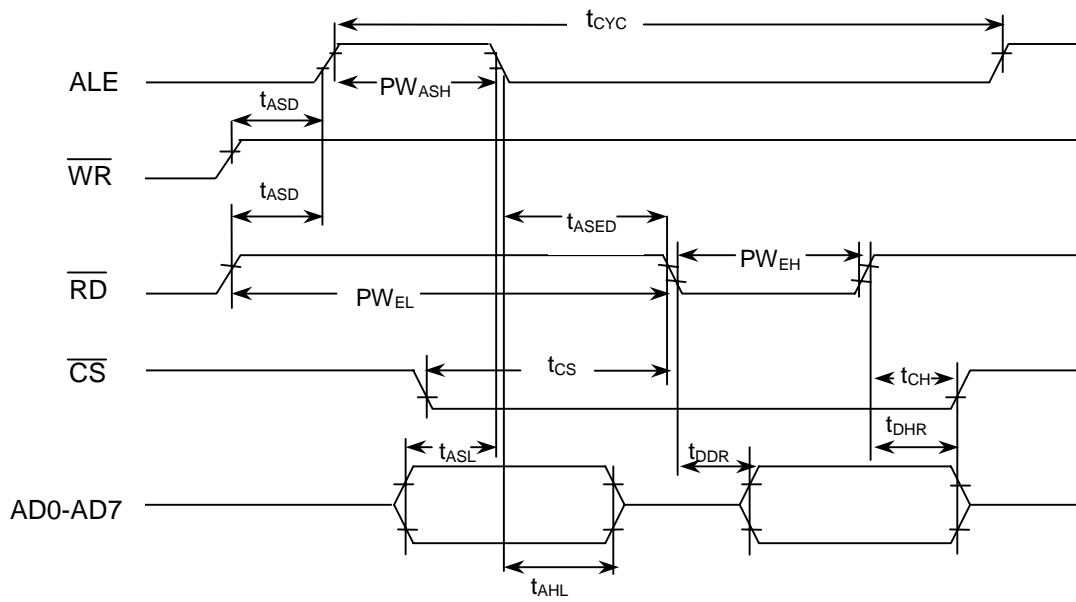 tCYC
ALE
PWASH
tASD
WR
tASD
tASED
PWEH
RD
PWEL
CS
tCS
tCH
tDHR
tASL
tDDR
AD0-AD7
tAHL